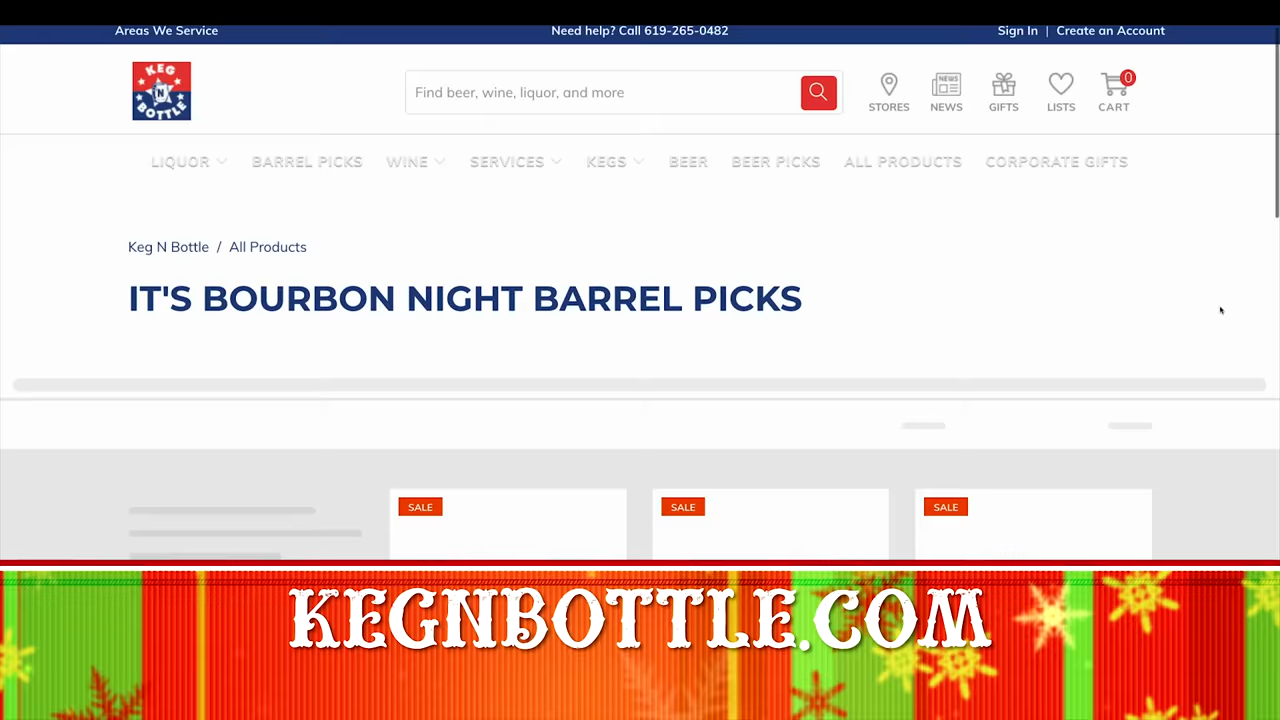 Areas We Service
Need help? Call 619-265-0482
Sign In | Create an Account
KEG
N
BOTTLE
Find beer, wine, liquor, and more
STORES
NEWS
NEWS
GIFTS
LISTS
0
CART
LIQUOR
BARREL PICKS
WINE
SERVICES
KEGS
BEER
BEER PICKS
ALL PRODUCTS
CORPORATE GIFTS
Keg N Bottle / All Products
IT'S BOURBON NIGHT BARREL PICKS
SALE
SALE
SALE
KEGNBOTTLE.COM